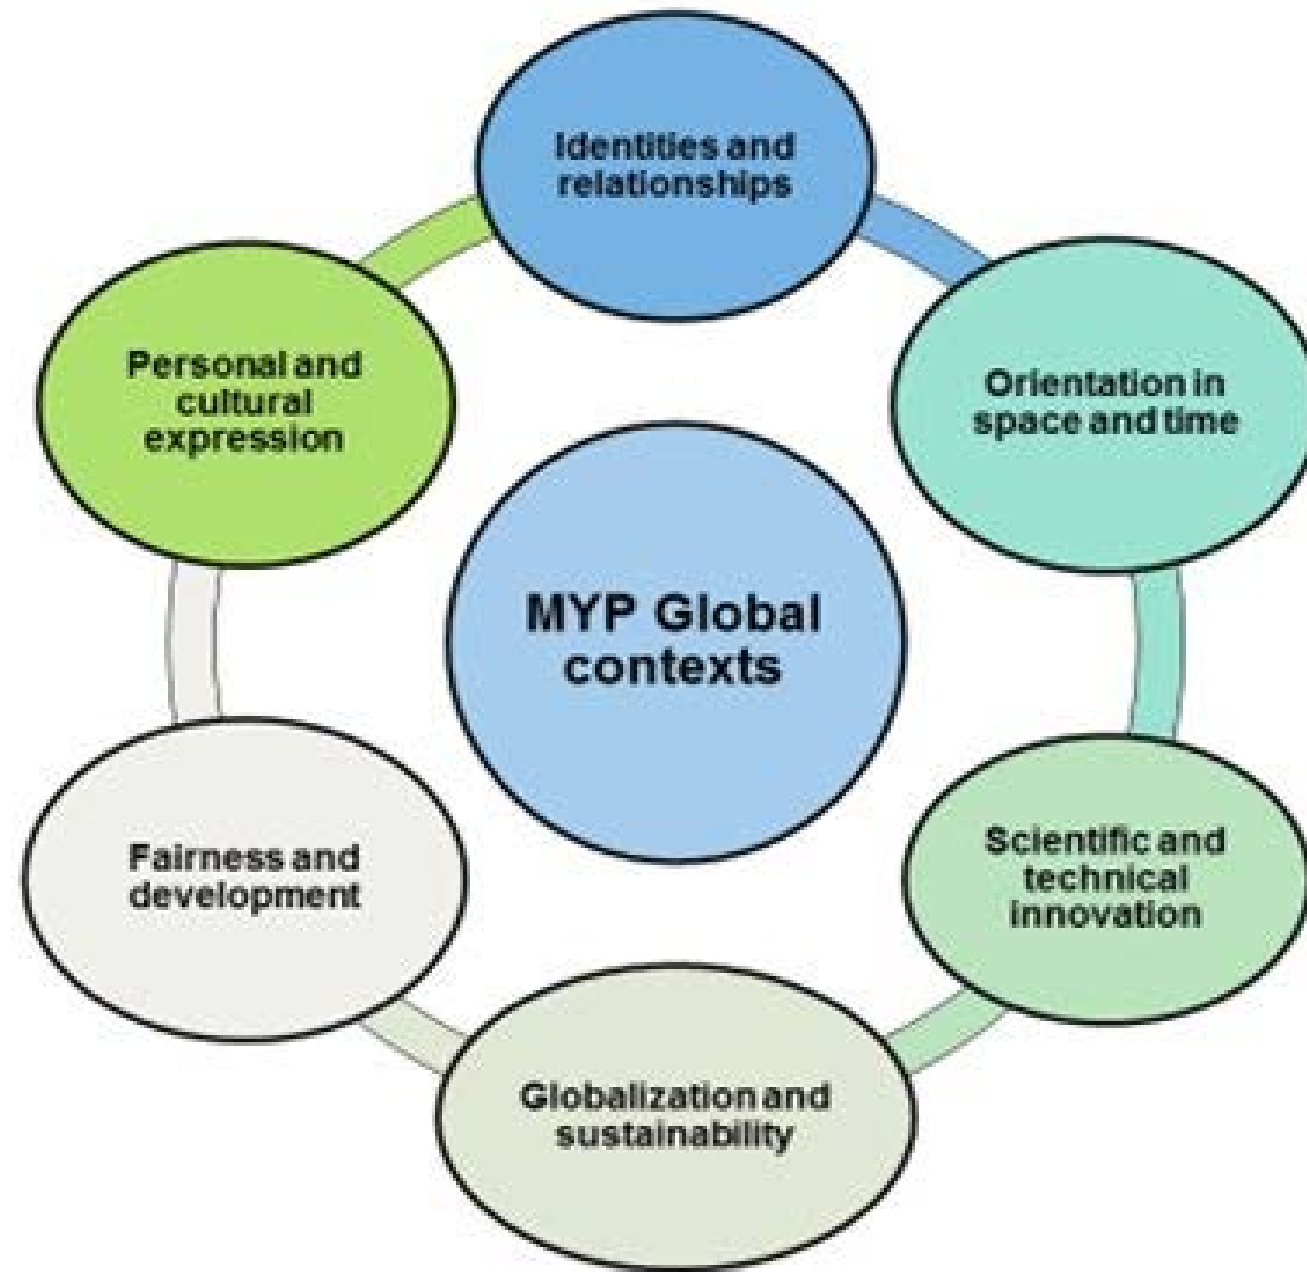 Identities and
relationships
Orientation in
space and time
Scientific and
technical
innovation
Globalization and
sustainability
Fairness and
development
Personal and
cultural
expression
MYP Global
contexts